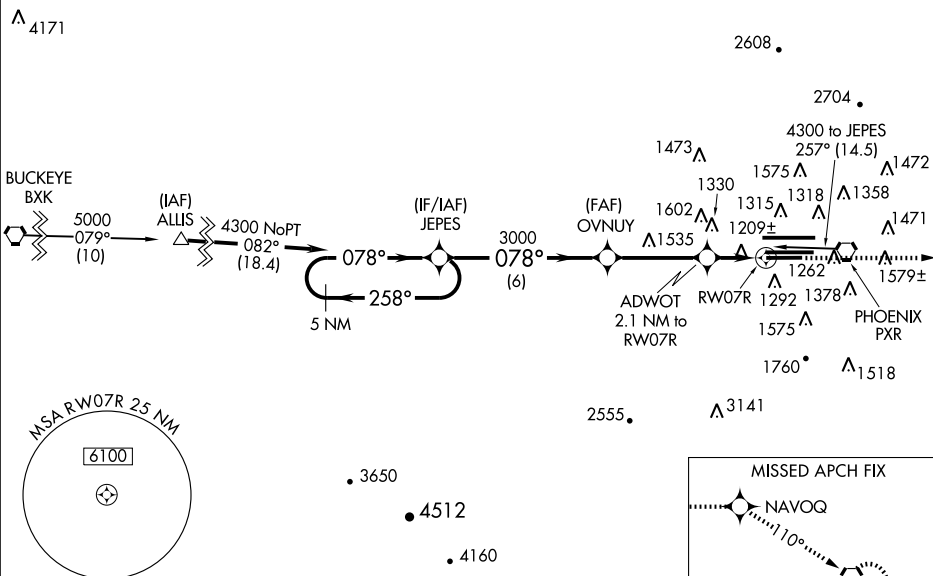 4171
2608
2704
4300 to JEPES
257° (14.5)
1473
1575
1472
1330
1315
1318
1358
BUCKEYE
BXK
5000
079°
(10)
(IAF)
ALLIS
4300 NoPT
082°
(18.4)
(IF/IAF)
JEPES
078°
258°
5 NM
3000
078°
(6)
(FAF)
OVNUY
1602
1535
1209±
1471
ADWOT
2.1 NM to
RW07R
RW07R
1262
1579±
1292
1378
PHOENIX
PXR
1575
1760
1518
2555
3141
MSA RW07R 25 NM
6100
3650
4512
4160
MISSED APCH FIX
NAVOQ
110°